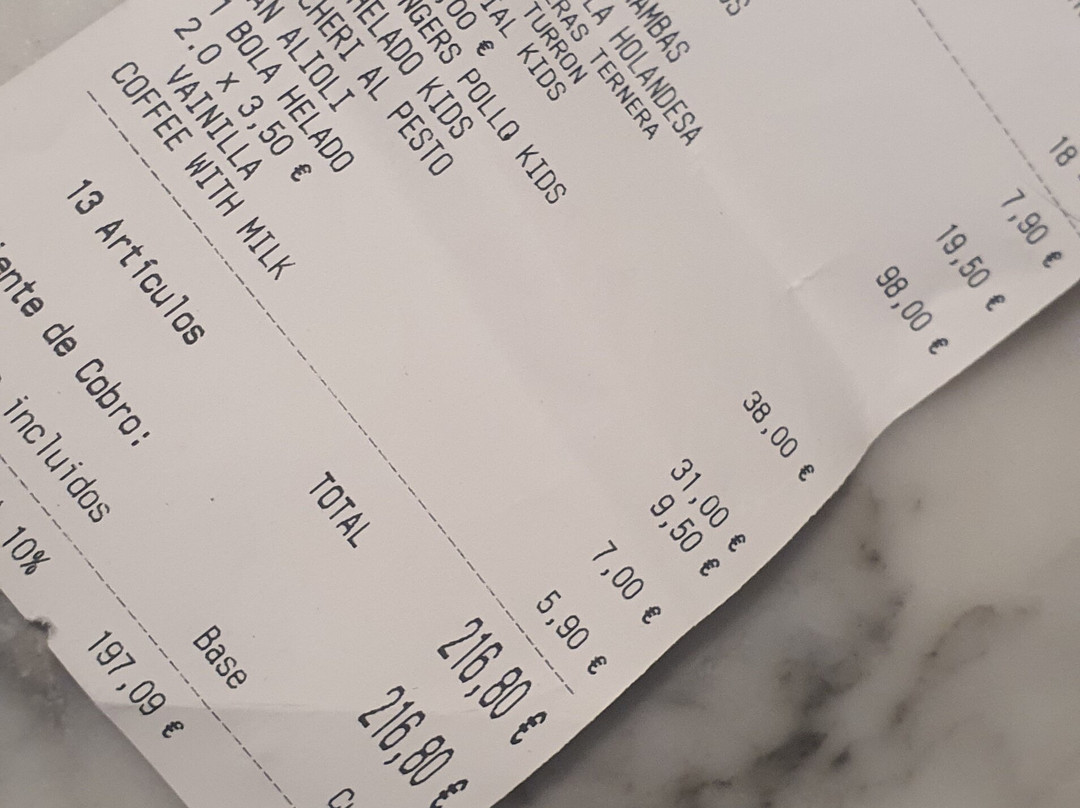 GAMBAS
LA HOLANDESA
ERAS TERNERA
TURRON
IAL KIDS
,00 €
NGERS POLLO KIDS
HELADO KIDS
CHERI AL PESTO
AN ALIOLI
1 BOLA HELADO
2.0 X 3,50 €
VAINILLA
COFFEE WITH MILK
18
7,90 €
19,50 €
98,00 €
38,00 €
31,00 €
9,50 €
7,00 €
5,90 €
13 Artículos
TOTAL 216,80 €
iente de Cobro: 216,80 €
incluidos
Base
10% 197,09 €